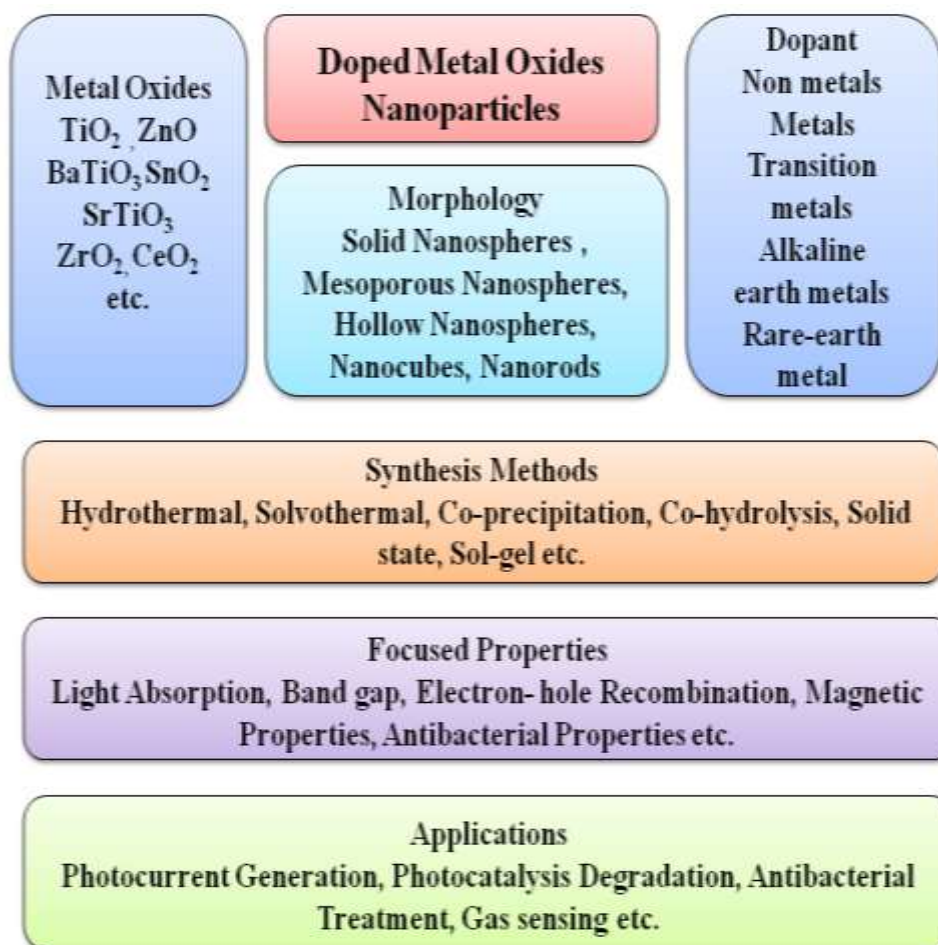 Metal Oxides
TiO₂ , ZnO
BaTiO₃ SnO₂
SrTiO₃
ZrO₂, CeO₂
etc.
Doped Metal Oxides
Nanoparticles
Morphology
Solid Nanospheres ,
Mesoporous Nanospheres,
Hollow Nanospheres,
Nanocubes, Nanorods
Dopant
Non metals
Metals
Transition
metals
Alkaline
earth metals
Rare-earth
metal
Synthesis Methods
Hydrothermal, Solvothermal, Co-precipitation, Co-hydrolysis, Solid
state, Sol-gel etc.
Focused Properties
Light Absorption, Band gap, Electron- hole Recombination, Magnetic
Properties, Antibacterial Properties etc.
Applications
Photocurrent Generation, Photocatalysis Degradation, Antibacterial
Treatment, Gas sensing etc.